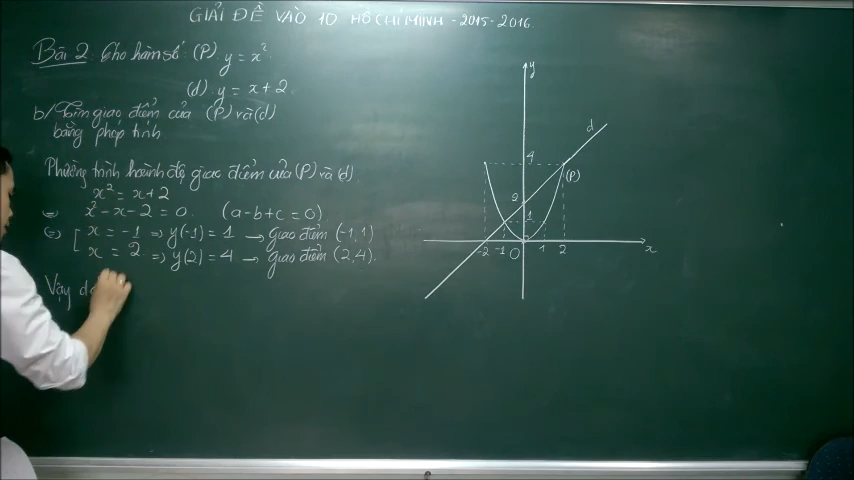 GIẢI ĐỀ VÀO 10 HỒ CHÍ MINH - 2015 - 2016.
Bài 2: Cho hàm số (P) y = x²
(d) y = x + 2.
b/ Tìm giao điểm của (P) và (d)
bằng phép tính
Phương trình hoành độ giao điểm của (P) và (d)
x² = x + 2
x² - x - 2 = 0. (a - b + c = 0)
⇔ [ x = -1 ⇒ y(-1) = 1 → giao điểm (-1, 1)
x = 2 ⇒ y(2) = 4 → giao điểm (2, 4).
Vậy
y
d
4
(P)
2
1
-2 -1 O 1 2 x